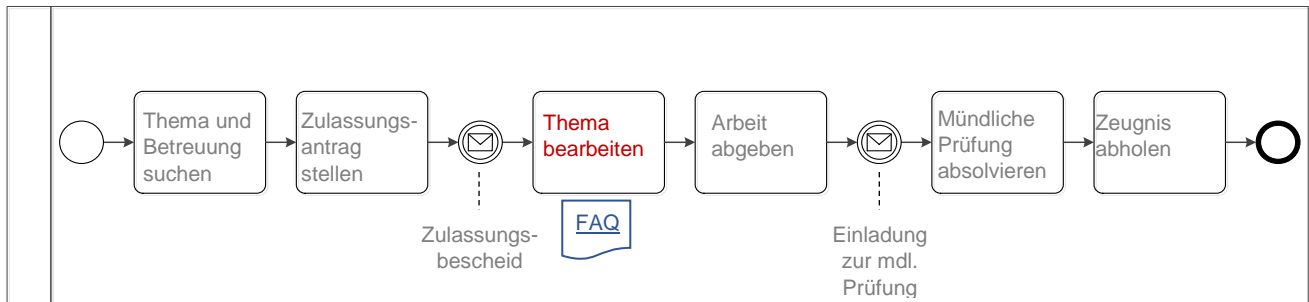 Thema und
Betreuung
suchen
Zulassungs-
antrag
stellen
Zulassungs-
bescheid
Thema
bearbeiten
FAQ
Arbeit
abgeben
Einladung
zur mdl.
Prüfung
Mündliche
Prüfung
absolvieren
Zeugnis
abholen